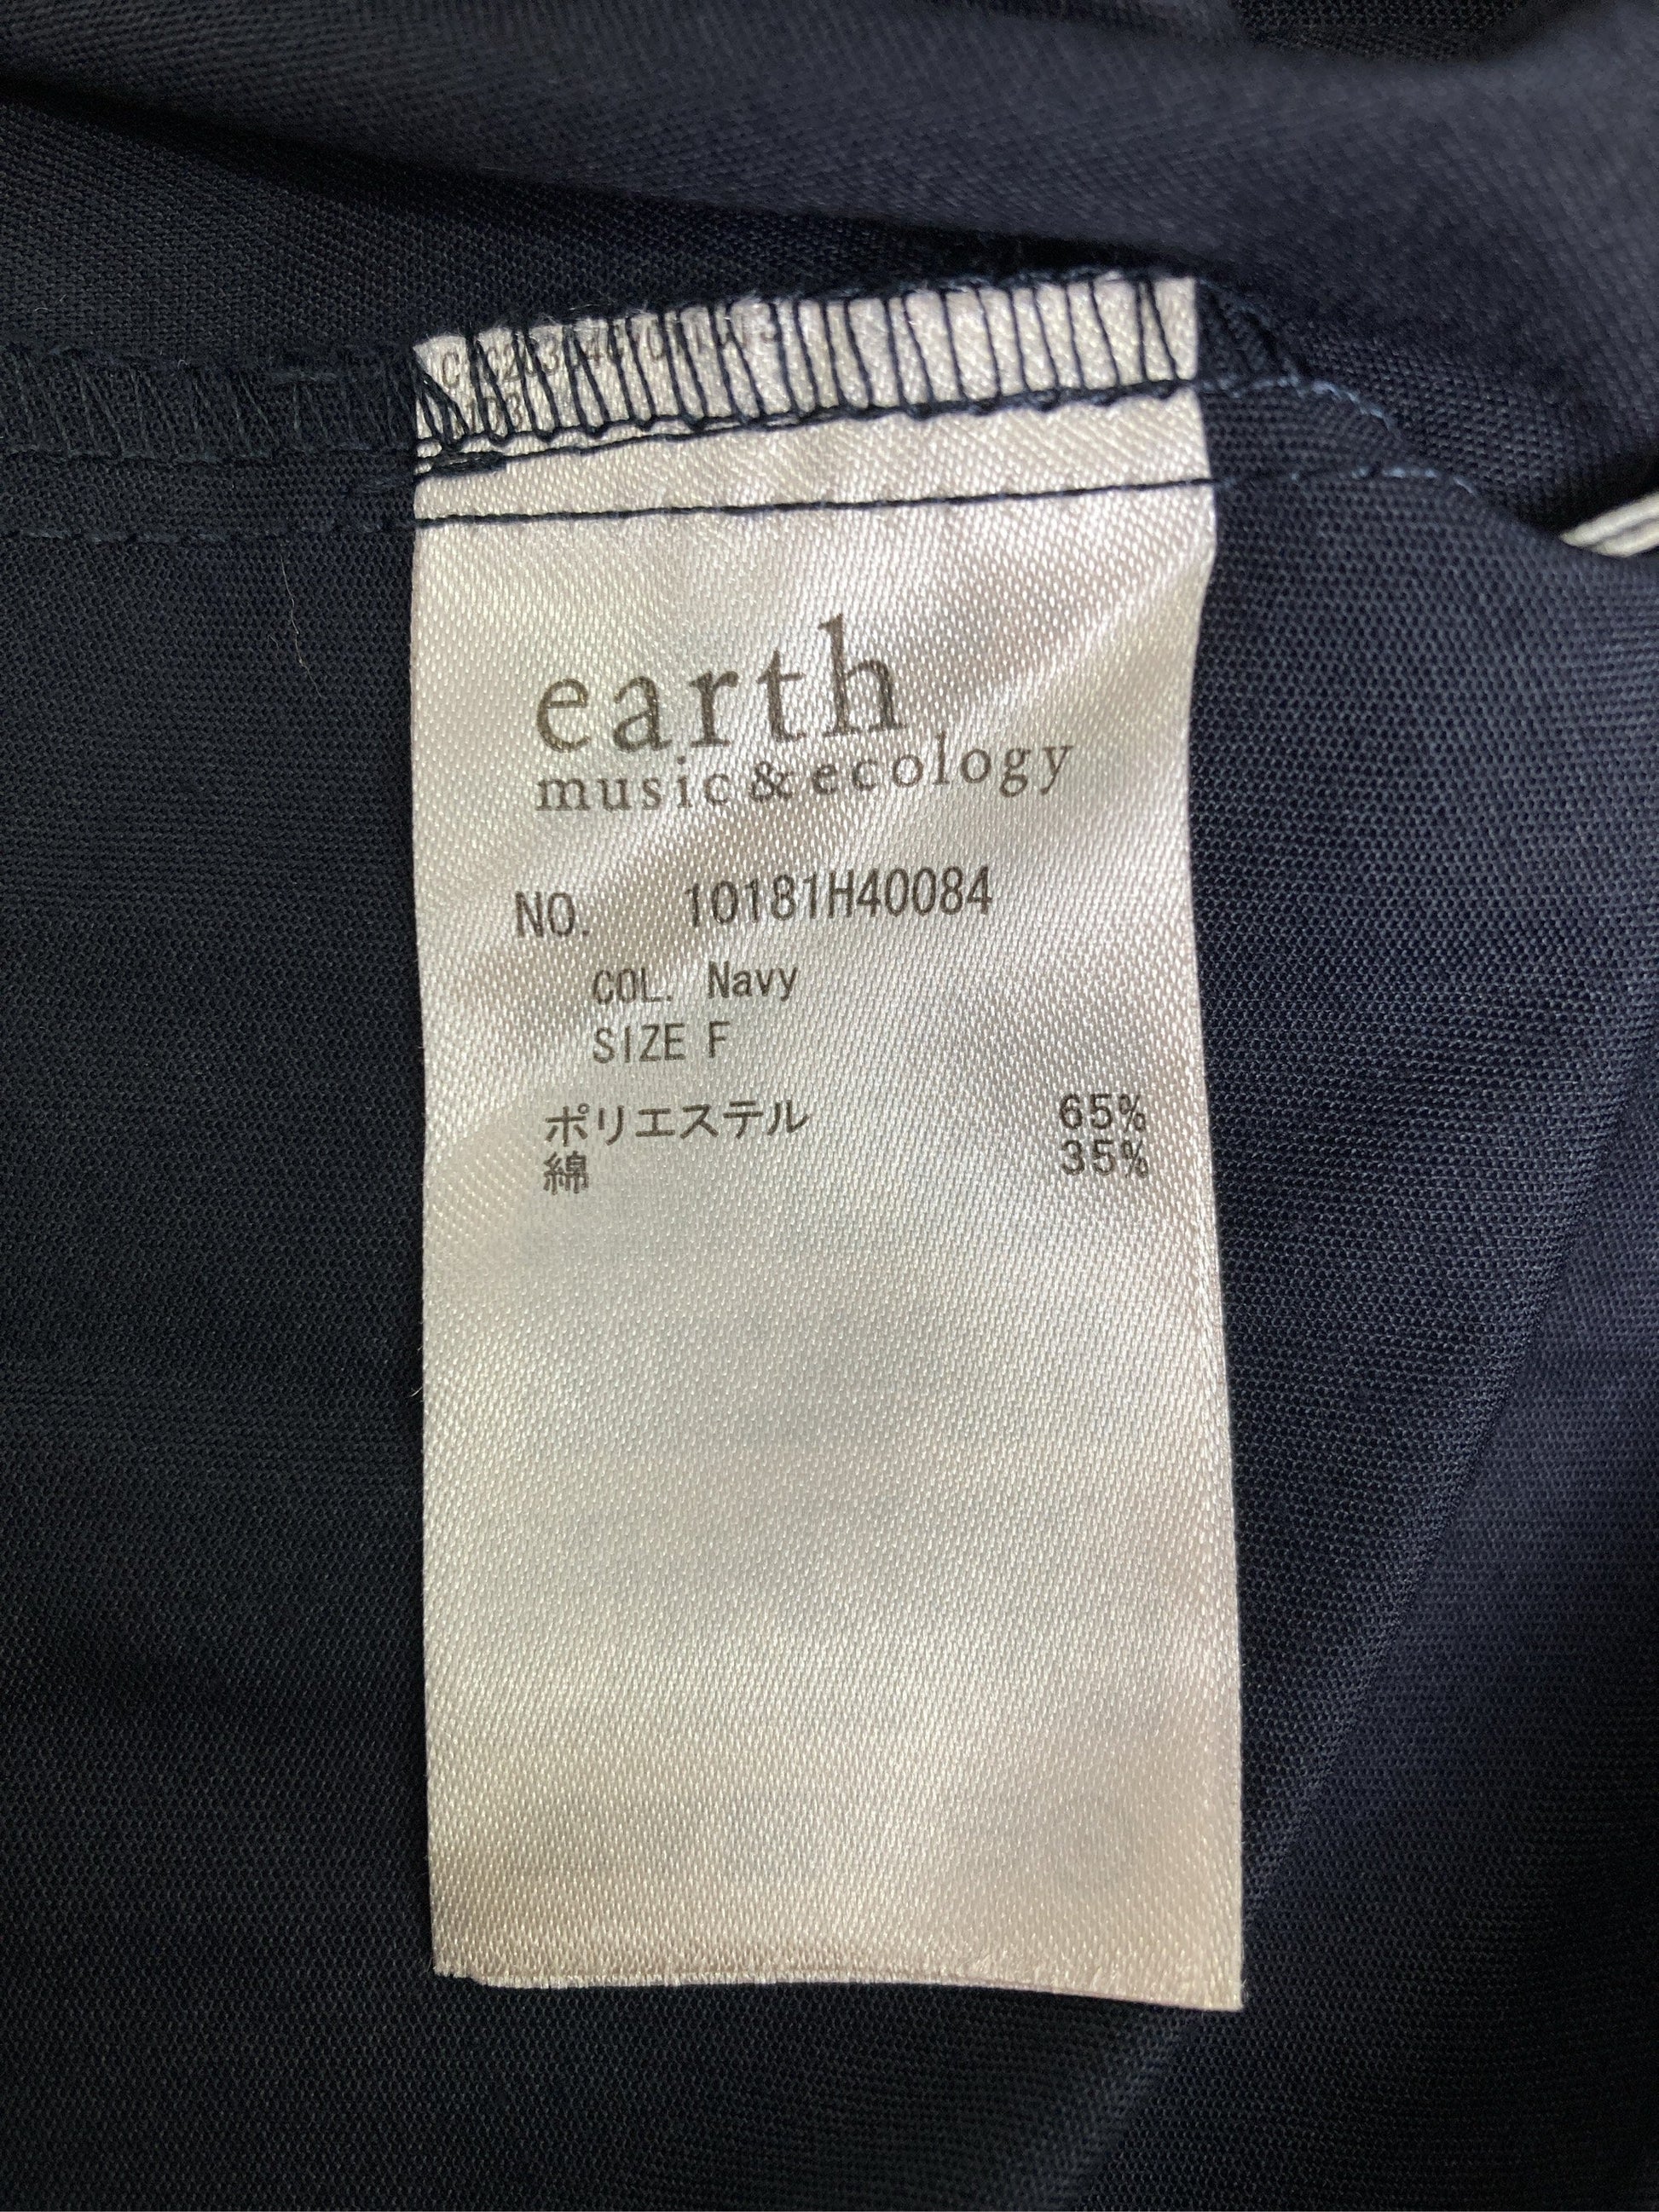 earth
music & ecology
NO. 10181H40084
COL. Navy
SIZE F
ポリエステル 65%
綿 35%